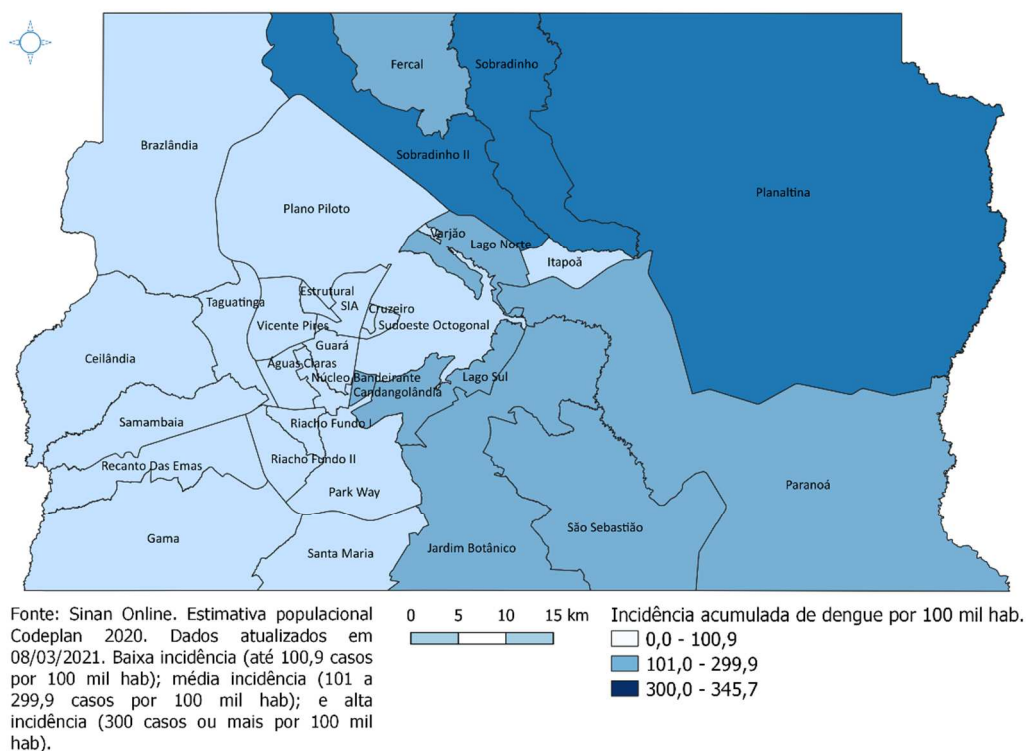 Fercal
Sobradinho
Brazlândia
Sobradinho II
Planaltina
Plano Piloto
Varjão
Lago Norte
Itapoã
Estrutural
Taguatinga
SIA
Cruzeiro
Vicente Pires
Sudoeste Octogonal
Guará
Ceilândia
Águas Claras
Núcleo Bandeirante
Lago Sul
Candangolândia
Samambaia
Riacho Fundo I
Recanto Das Emas
Riacho Fundo II
Park Way
Paranoá
São Sebastião
Gama
Santa Maria
Jardim Botânico
Fonte: Sinan Online. Estimativa populacional
Codeplan 2020. Dados atualizados em
08/03/2021. Baixa incidência (até 100,9 casos
por 100 mil hab); média incidência (101 a
299,9 casos por 100 mil hab); e alta
incidência (300 casos ou mais por 100 mil
hab).
0 5 10 15 km
Incidência acumulada de dengue por 100 mil hab.
0,0 - 100,9
101,0 - 299,9
300,0 - 345,7